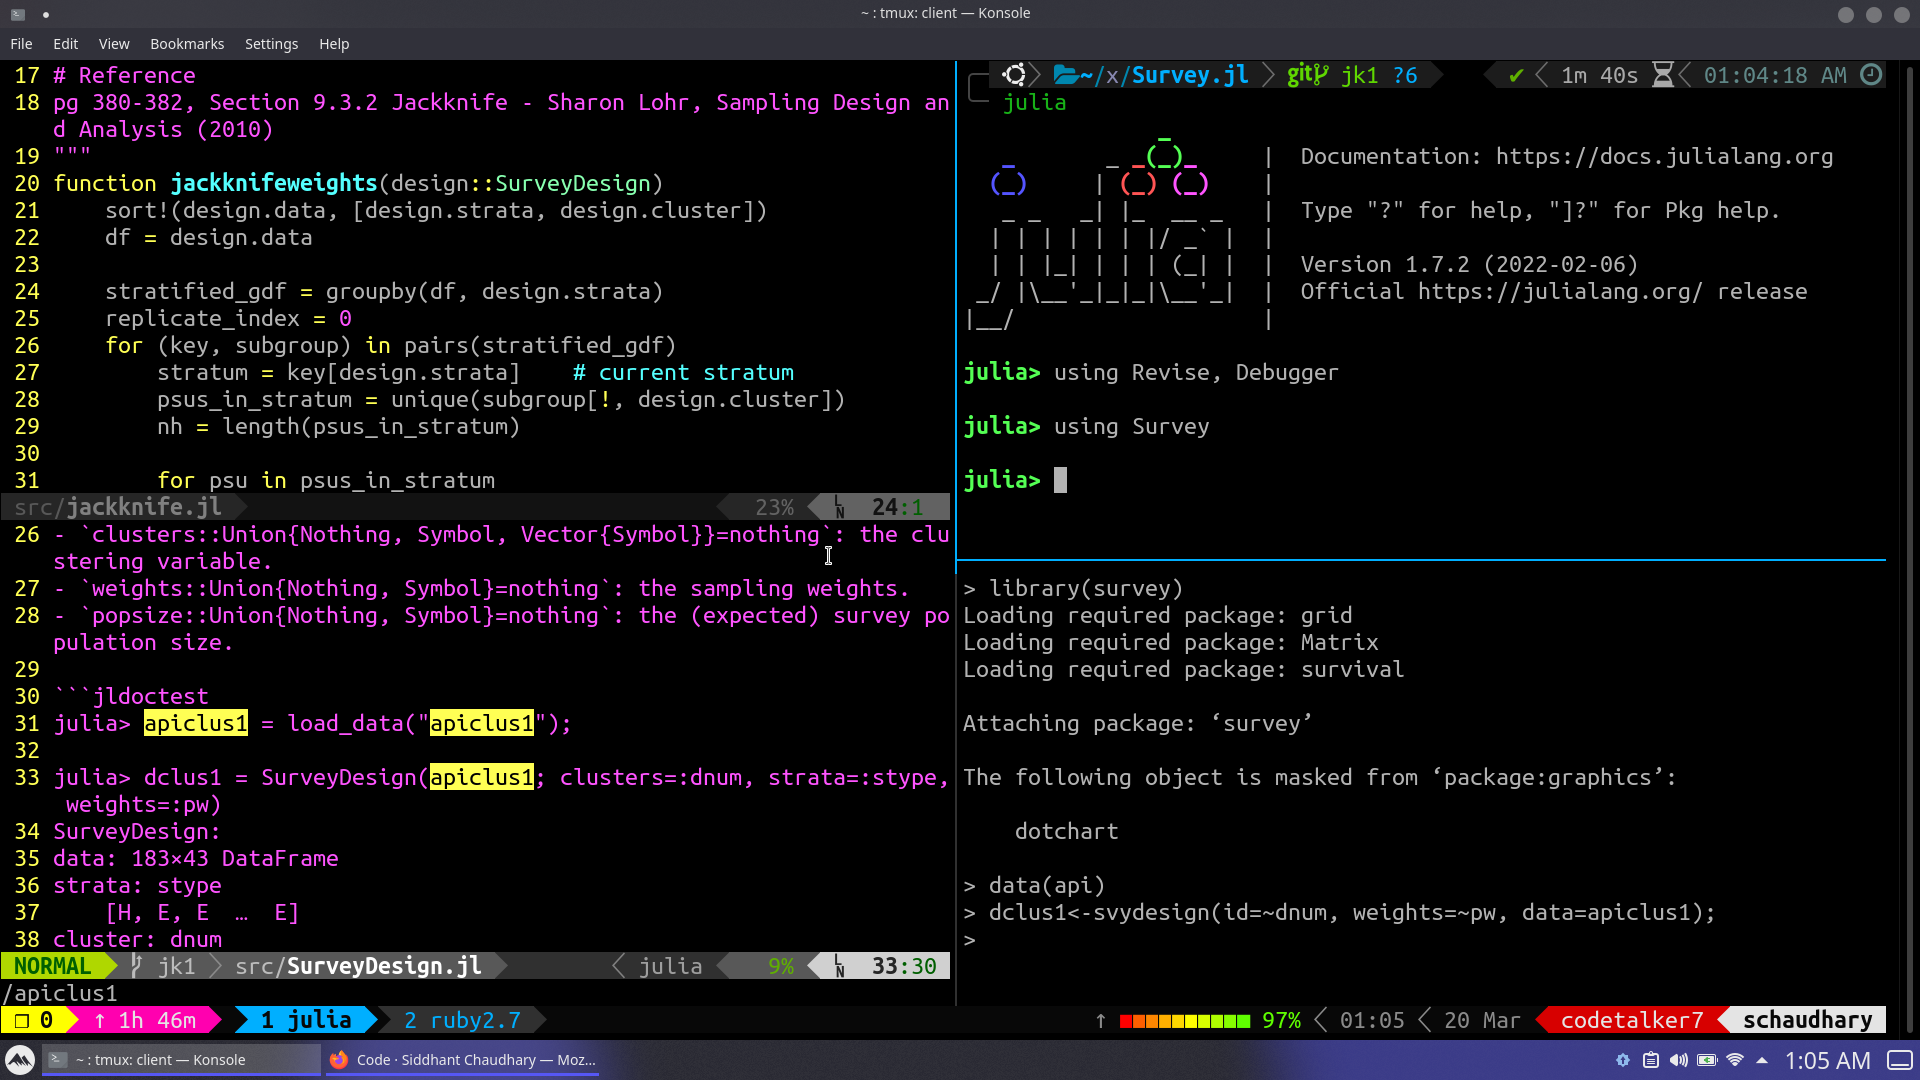 ~ : tmux: client — Konsole
File Edit View Bookmarks Settings Help
17 # Reference
18 pg 380-382, Section 9.3.2 Jackknife - Sharon Lohr, Sampling Design an
d Analysis (2010)
19 """
20 function jackknifeweights(design::SurveyDesign)
21     sort!(design.data, [design.strata, design.cluster])
22     df = design.data
23
24     stratified_gdf = groupby(df, design.strata)
25     replicate_index = 0
26     for (key, subgroup) in pairs(stratified_gdf)
27         stratum = key[design.strata]    # current stratum
28         psus_in_stratum = unique(subgroup[!, design.cluster])
29         nh = length(psus_in_stratum)
30
31         for psu in psus_in_stratum
src/jackknife.jl 23% LN 24:1
26 - `clusters::Union{Nothing, Symbol, Vector{Symbol}}=nothing`: the clu
stering variable.
27 - `weights::Union{Nothing, Symbol}=nothing`: the sampling weights.
28 - `popsize::Union{Nothing, Symbol}=nothing`: the (expected) survey po
pulation size.
29
30 ```jldoctest
31 julia> apiclus1 = load_data("apiclus1");
32
33 julia> dclus1 = SurveyDesign(apiclus1; clusters=:dnum, strata=:stype,
 weights=:pw)
34 SurveyDesign:
35 data: 183×43 DataFrame
36 strata: stype
37     [H, E, E  …  E]
38 cluster: dnum
NORMAL jk1 src/SurveyDesign.jl julia 9% LN 33:30
/apiclus1
~/x/Survey.jl git jk1 ?6 ✔ 1m 40s 01:04:18 AM
julia
               _
   _       _ _(_)_     |  Documentation: https://docs.julialang.org
  (_)     | (_) (_)    |
   _ _   _| |_  __ _   |  Type "?" for help, "]?" for Pkg help.
  | | | | | | |/ _` |  |
  | | |_| | | | (_| |  |  Version 1.7.2 (2022-02-06)
 _/ |\__'_|_|_|\__'_|  |  Official https://julialang.org/ release
|__/                   |
julia> using Revise, Debugger
julia> using Survey
julia>
> library(survey)
Loading required package: grid
Loading required package: Matrix
Loading required package: survival
Attaching package: ‘survey’
The following object is masked from ‘package:graphics’:
    dotchart
> data(api)
> dclus1<-svydesign(id=~dnum, weights=~pw, data=apiclus1);
>
❐ 0 ↑ 1h 46m 1 julia 2 ruby2.7 ↑ 97% 01:05 20 Mar codetalker7 schaudhary
~ : tmux: client — Konsole Code · Siddhant Chaudhary — Moz... 1:05 AM